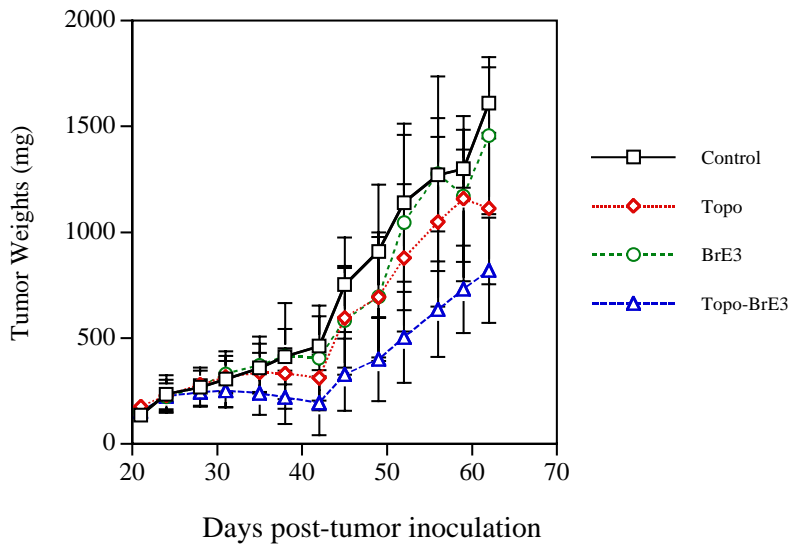 2000
1500
1000
500
0
Tumor Weights (mg)
20 30 40 50 60 70
Days post-tumor inoculation
Control
Topo
BrE3
Topo-BrE3